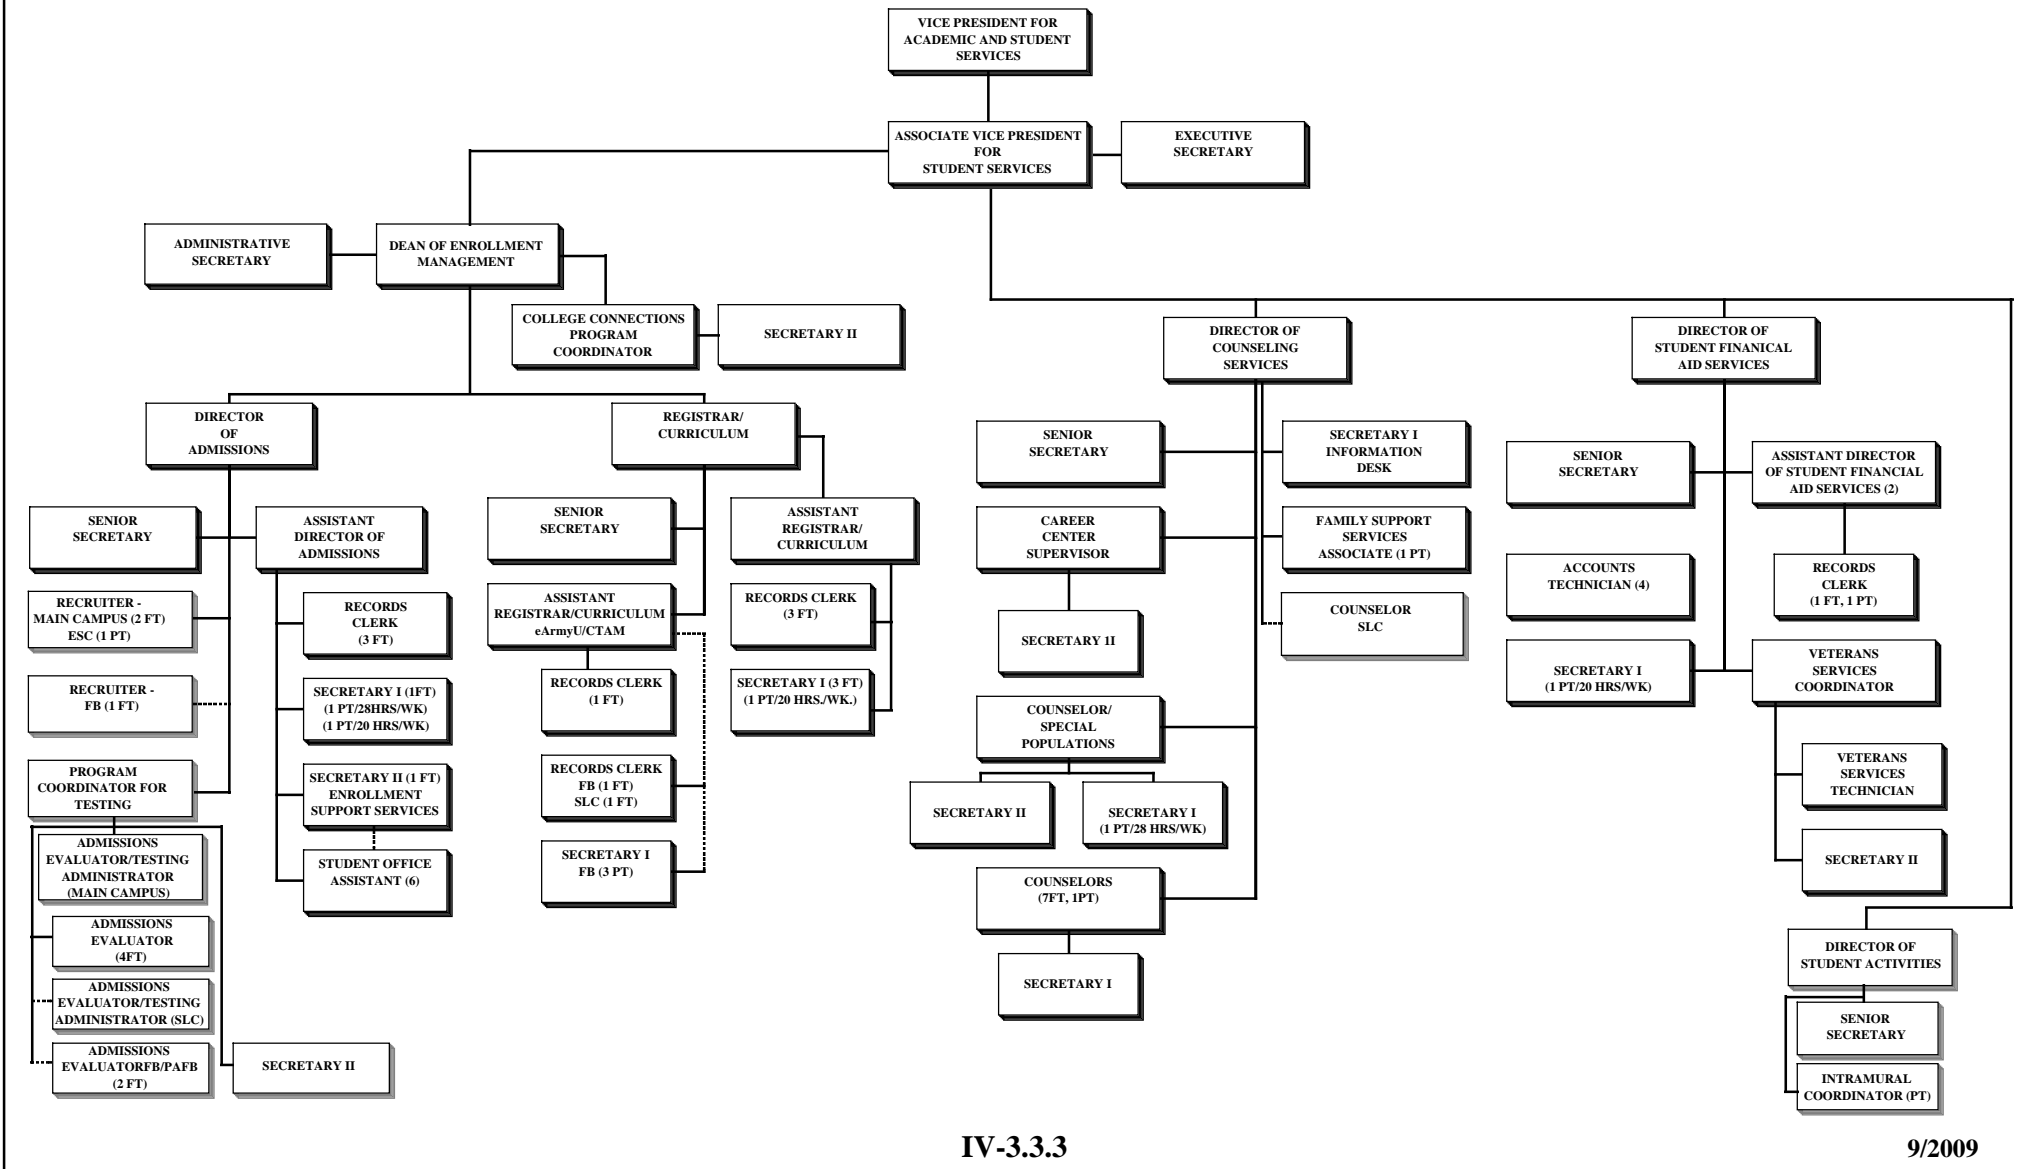 VICE PRESIDENT FOR
ACADEMIC AND STUDENT
SERVICES
ASSOCIATE VICE PRESIDENT
FOR
STUDENT SERVICES
EXECUTIVE
SECRETARY
ADMINISTRATIVE
SECRETARY
DEAN OF ENROLLMENT
MANAGEMENT
COLLEGE CONNECTIONS
PROGRAM
COORDINATOR
SECRETARY II
DIRECTOR
OF
ADMISSIONS
SENIOR
SECRETARY
ASSISTANT
DIRECTOR OF
ADMISSIONS
RECRUITER -
MAIN CAMPUS (2 FT)
ESC (1 PT)
RECRUITER -
FB (1 FT)
PROGRAM
COORDINATOR FOR
TESTING
ADMISSIONS
EVALUATOR/TESTING
ADMINISTRATOR
(MAIN CAMPUS)
ADMISSIONS
EVALUATOR
(4FT)
ADMISSIONS
EVALUATOR/TESTING
ADMINISTRATOR (SLC)
ADMISSIONS
EVALUATORFB/PAFB
(2 FT)
SECRETARY II
RECORDS
CLERK
(3 FT)
SECRETARY I (1FT)
(1 PT/28HRS/WK)
(1 PT/20 HRS/WK)
SECRETARY II (1 FT)
ENROLLMENT
SUPPORT SERVICES
STUDENT OFFICE
ASSISTANT (6)
REGISTRAR/
CURRICULUM
SENIOR
SECRETARY
ASSISTANT
REGISTRAR/
CURRICULUM
ASSISTANT
REGISTRAR/CURRICULUM
eArmyU/CTAM
RECORDS CLERK
(3 FT)
RECORDS CLERK
(1 FT)
SECRETARY I (3 FT)
(1 PT/20 HRS./WK.)
RECORDS CLERK
FB (1 FT)
SLC (1 FT)
SECRETARY I
FB (3 PT)
DIRECTOR OF
COUNSELING
SERVICES
SENIOR
SECRETARY
SECRETARY I
INFORMATION
DESK
CAREER
CENTER
SUPERVISOR
FAMILY SUPPORT
SERVICES
ASSOCIATE (1 PT)
SECRETARY 1I
COUNSELOR
SLC
COUNSELOR/
SPECIAL
POPULATIONS
SECRETARY II
SECRETARY I
(1 PT/28 HRS/WK)
COUNSELORS
(7FT, 1PT)
SECRETARY I
DIRECTOR OF
STUDENT FINANICAL
AID SERVICES
SENIOR
SECRETARY
ASSISTANT DIRECTOR
OF STUDENT FINANCIAL
AID SERVICES (2)
ACCOUNTS
TECHNICIAN (4)
RECORDS
CLERK
(1 FT, 1 PT)
SECRETARY I
(1 PT/20 HRS/WK)
VETERANS
SERVICES
COORDINATOR
VETERANS
SERVICES
TECHNICIAN
SECRETARY II
DIRECTOR OF
STUDENT ACTIVITIES
SENIOR
SECRETARY
INTRAMURAL
COORDINATOR (PT)
IV-3.3.3
9/2009